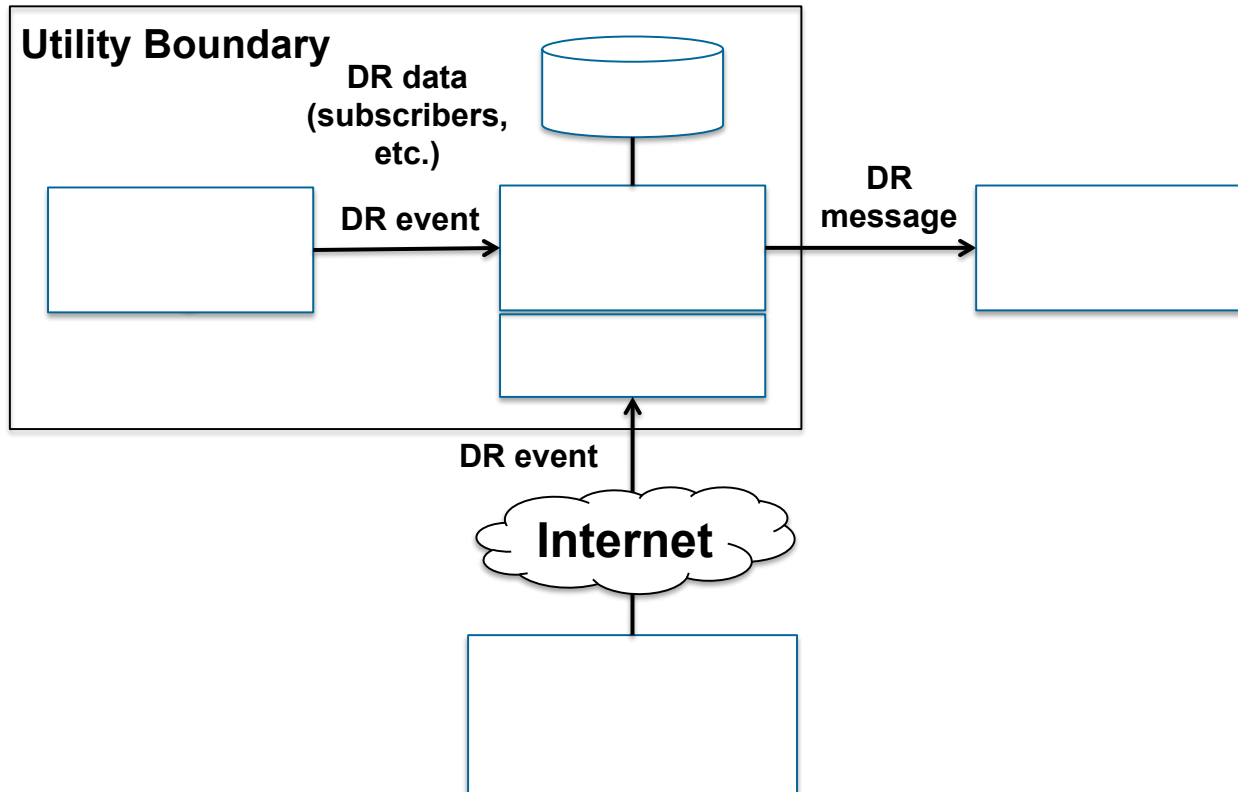 Utility Boundary
DR data
(subscribers,
etc.)
DR event
DR
message
DR event
Internet